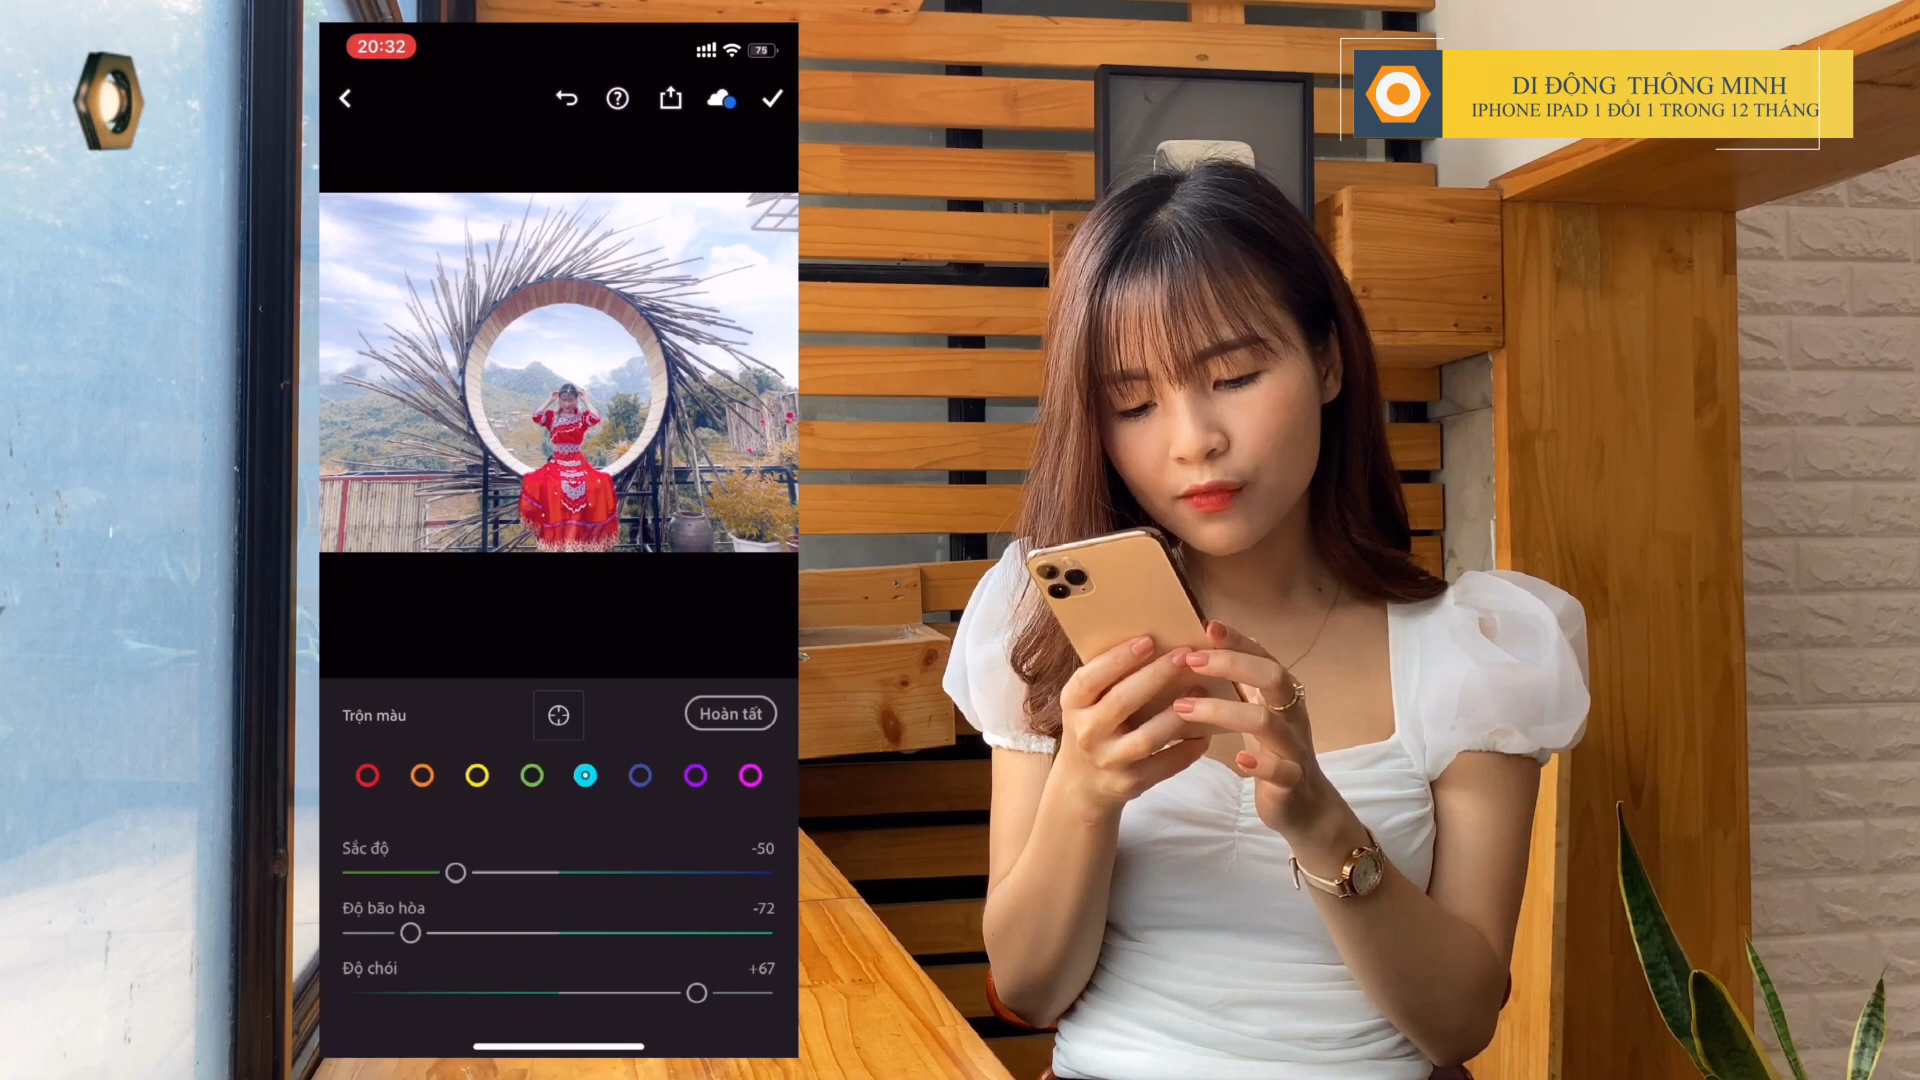 20:32
75
DI ĐỘNG THÔNG MINH
IPHONE IPAD 1 ĐỔI 1 TRONG 12 THÁNG
Trộn màu
Hoàn tất
Sắc độ -50
Độ bão hòa -72
Độ chói +67